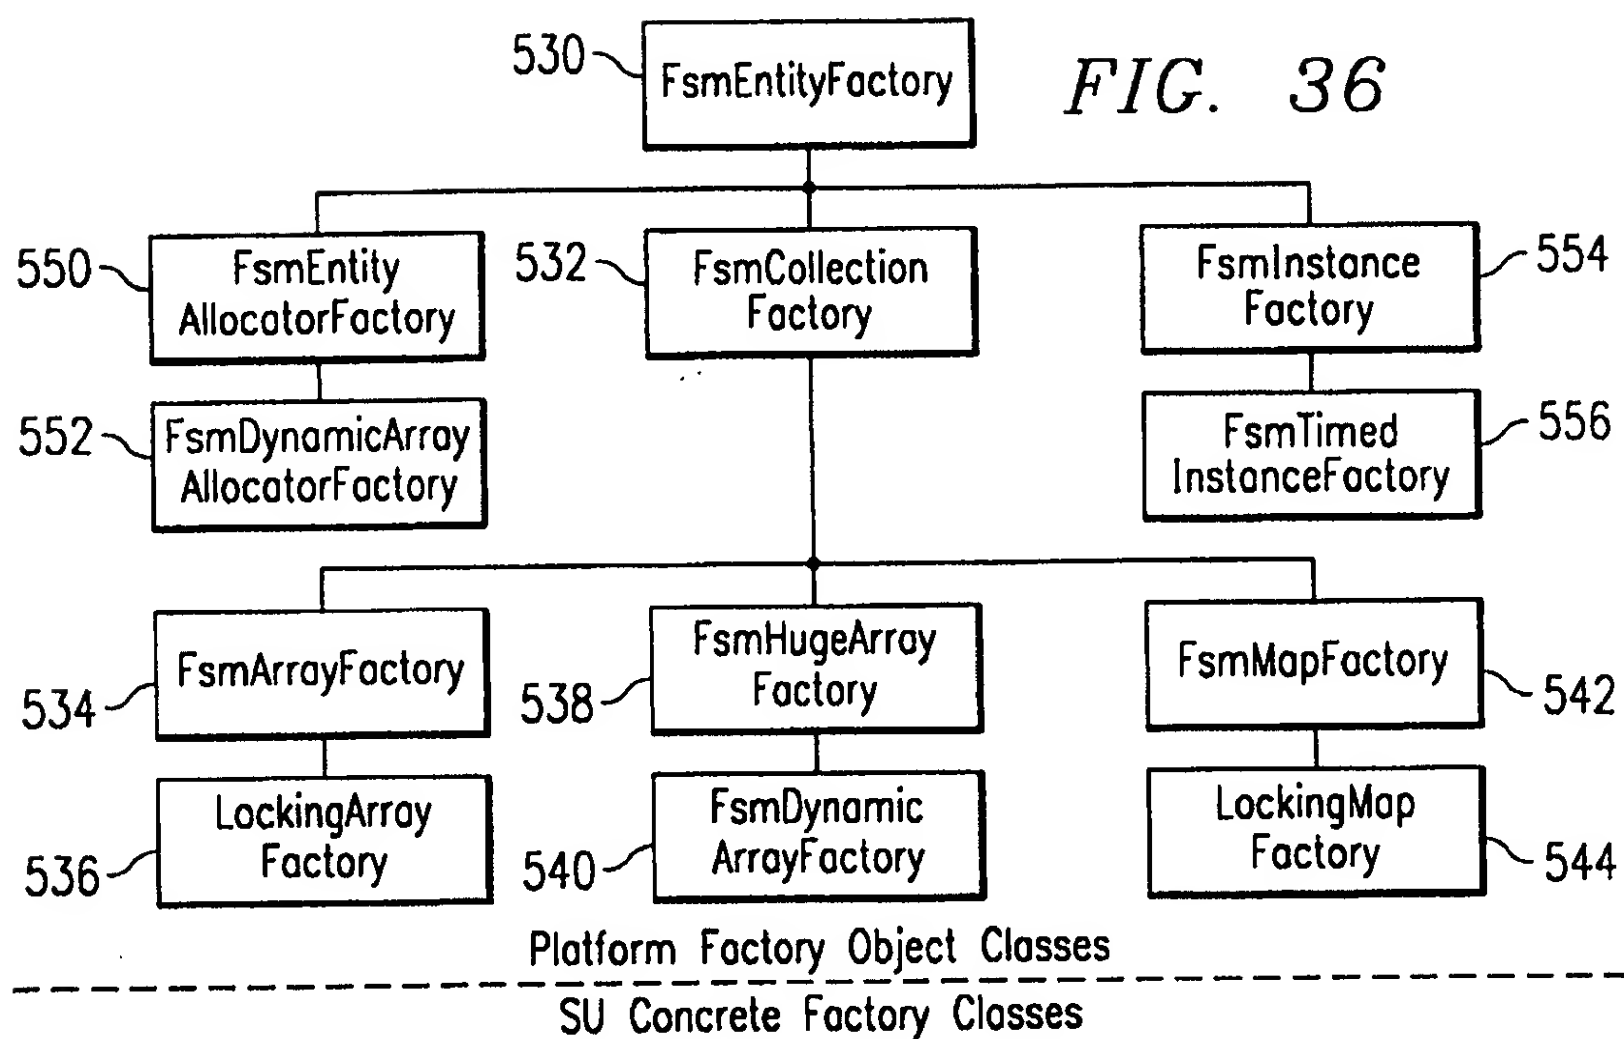 530
FsmEntityFactory
FIG. 36
550
FsmEntity
AllocatorFactory
532
FsmCollection
Factory
FsmInstance
Factory
554
552
FsmDynamicArray
AllocatorFactory
FsmTimed
InstanceFactory
556
534
FsmArrayFactory
538
FsmHugeArray
Factory
FsmMapFactory
542
536
LockingArray
Factory
540
FsmDynamic
ArrayFactory
LockingMap
Factory
544
Platform Factory Object Classes
SU Concrete Factory Classes